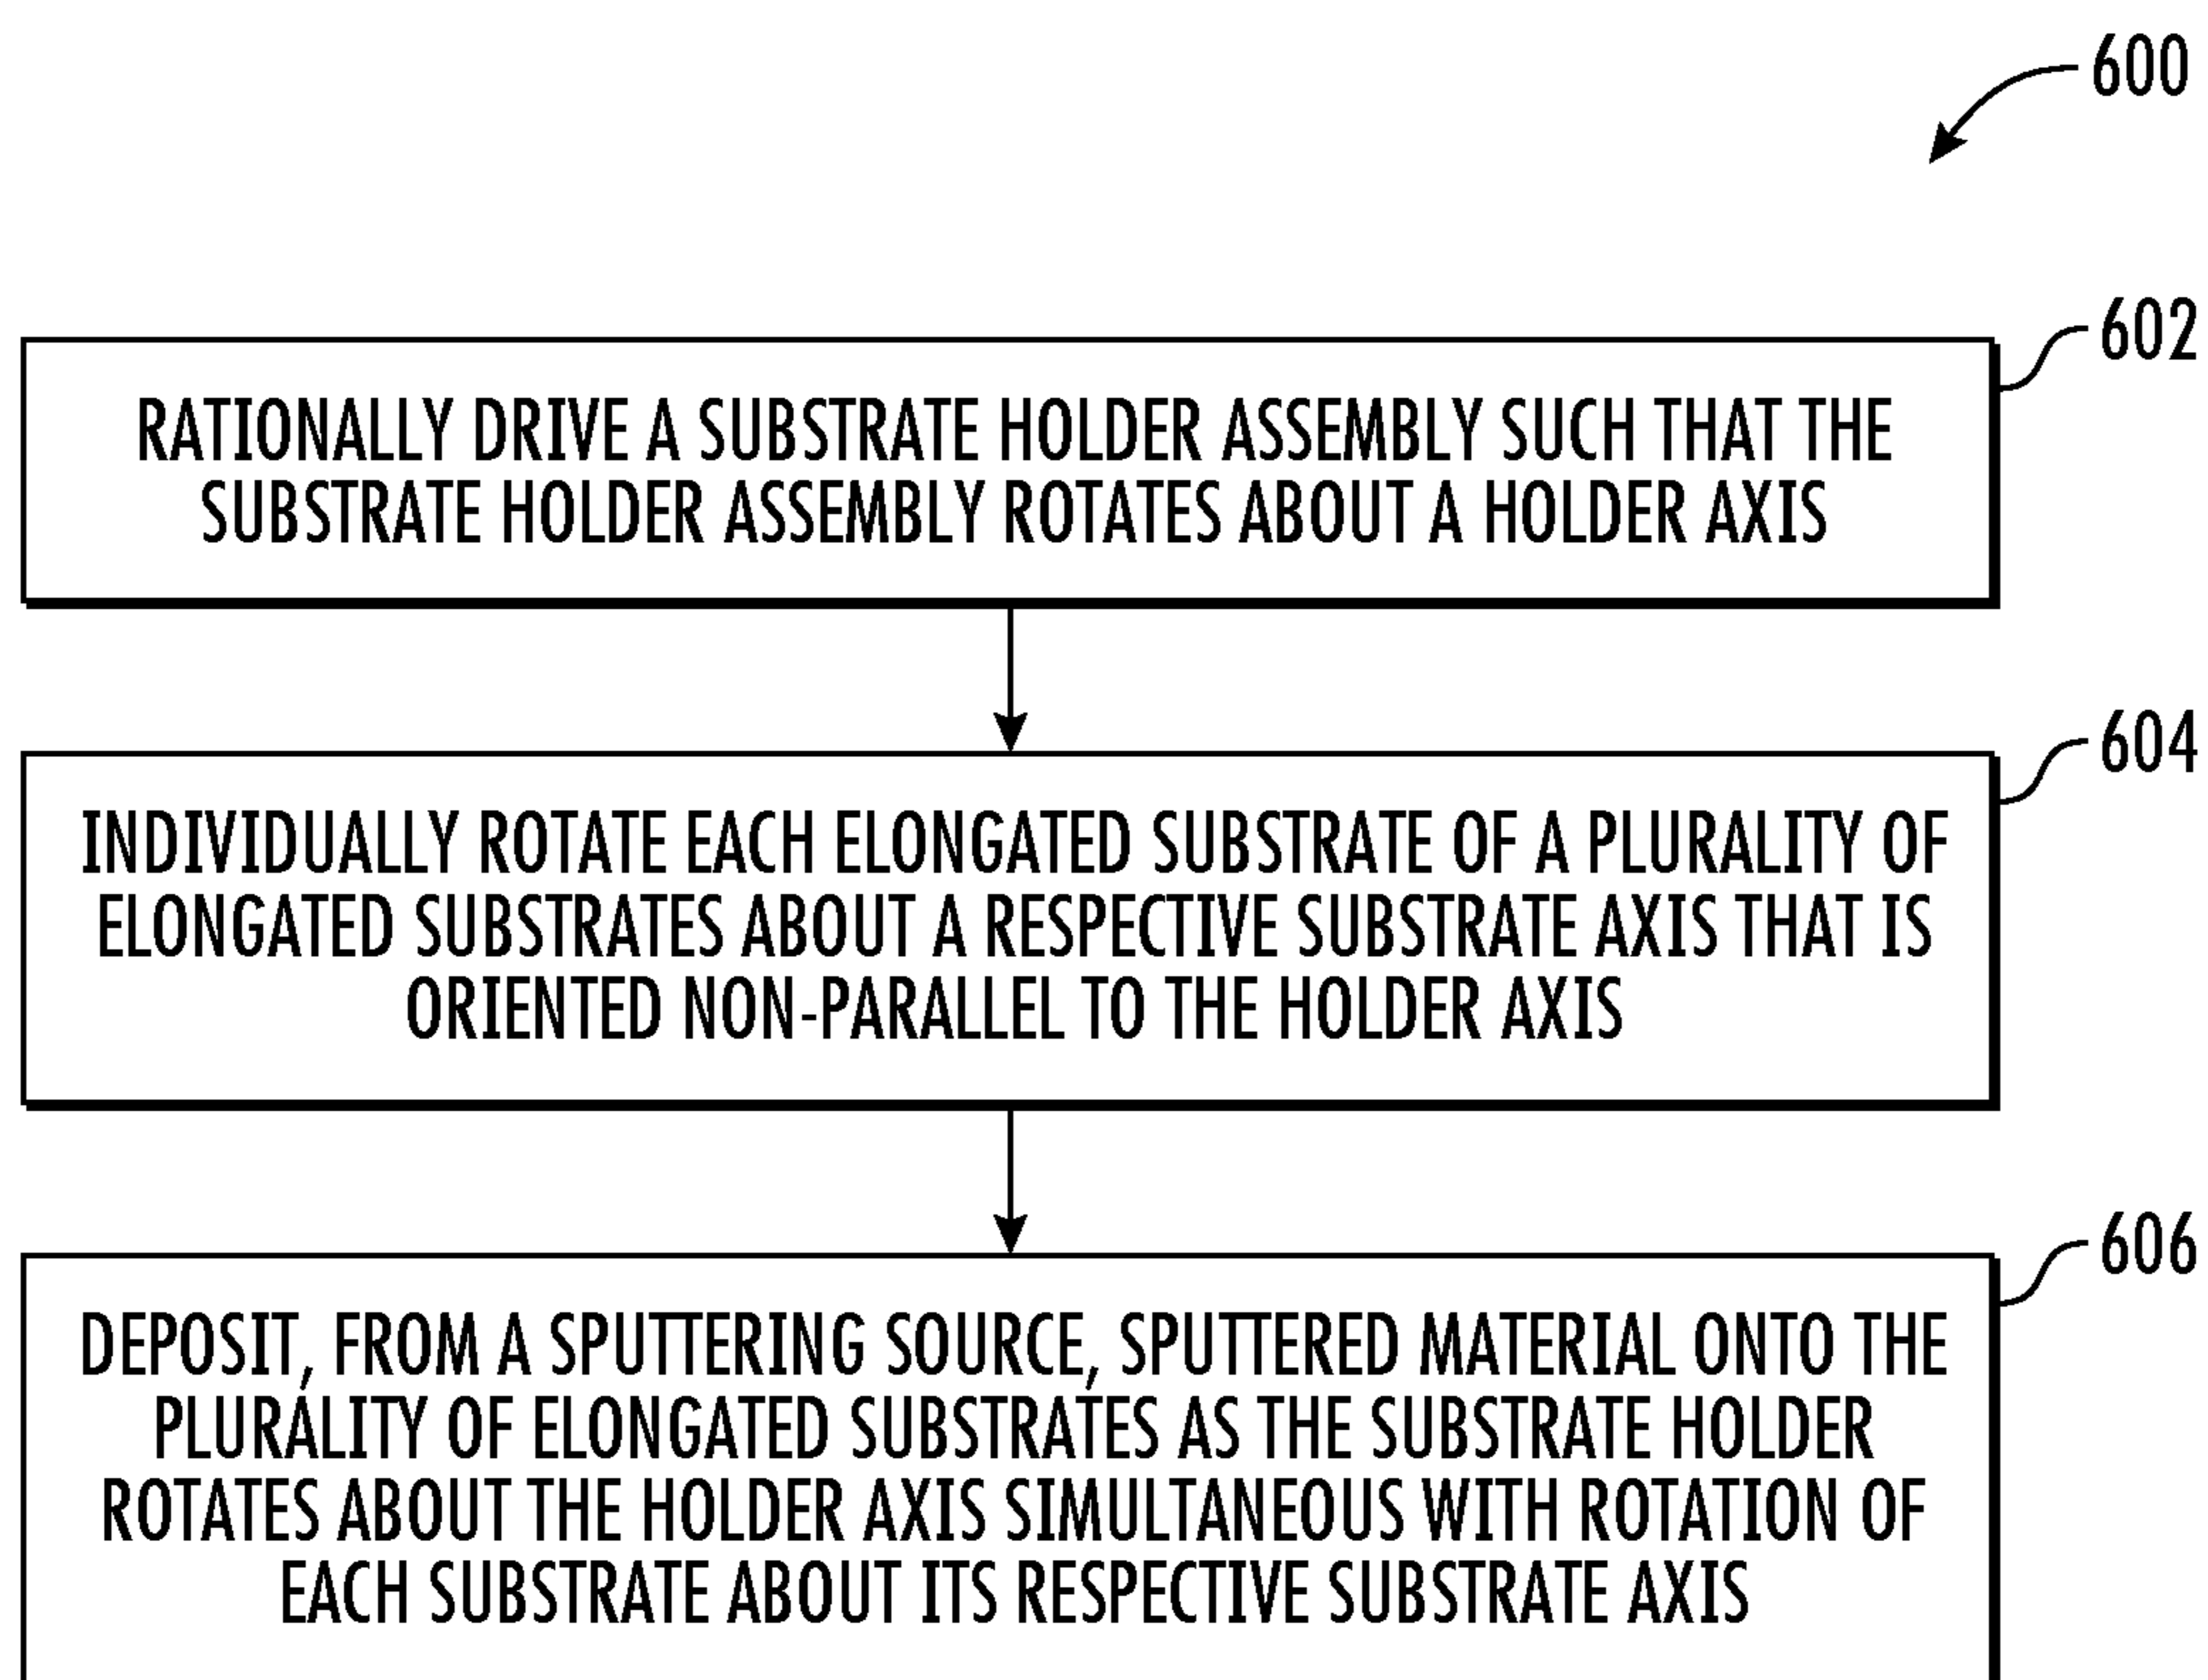 600
602
RATIONALLY DRIVE A SUBSTRATE HOLDER ASSEMBLY SUCH THAT THE
SUBSTRATE HOLDER ASSEMBLY ROTATES ABOUT A HOLDER AXIS
604
INDIVIDUALLY ROTATE EACH ELONGATED SUBSTRATE OF A PLURALITY OF
ELONGATED SUBSTRATES ABOUT A RESPECTIVE SUBSTRATE AXIS THAT IS
ORIENTED NON-PARALLEL TO THE HOLDER AXIS
606
DEPOSIT, FROM A SPUTTERING SOURCE, SPUTTERED MATERIAL ONTO THE
PLURALITY OF ELONGATED SUBSTRATES AS THE SUBSTRATE HOLDER
ROTATES ABOUT THE HOLDER AXIS SIMULTANEOUS WITH ROTATION OF
EACH SUBSTRATE ABOUT ITS RESPECTIVE SUBSTRATE AXIS